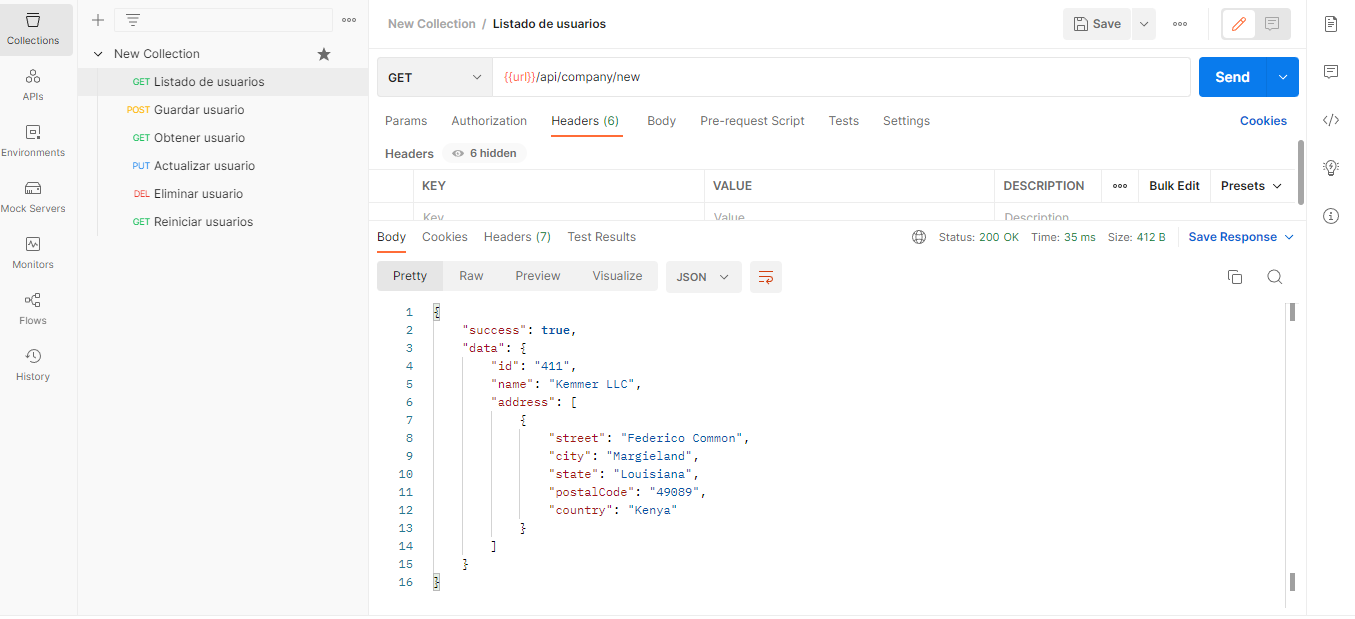 Collections
APIs
Environments
Mock Servers
Monitors
Flows
History
New Collection
GET Listado de usuarios
POST Guardar usuario
GET Obtener usuario
PUT Actualizar usuario
DEL Eliminar usuario
GET Reiniciar usuarios
New Collection / Listado de usuarios
Save
GET {{url}}/api/company/new Send
Params Authorization Headers (6) Body Pre-request Script Tests Settings Cookies
Headers 6 hidden
KEY VALUE DESCRIPTION Bulk Edit Presets
Key Value Description
Body Cookies Headers (7) Test Results Status: 200 OK Time: 35 ms Size: 412 B Save Response
Pretty Raw Preview Visualize JSON
1 {
2 "success": true,
3 "data": {
4 "id": "411",
5 "name": "Kemmer LLC",
6 "address": [
7 {
8 "street": "Federico Common",
9 "city": "Margieland",
10 "state": "Louisiana",
11 "postalCode": "49089",
12 "country": "Kenya"
13 }
14 ]
15 }
16 }